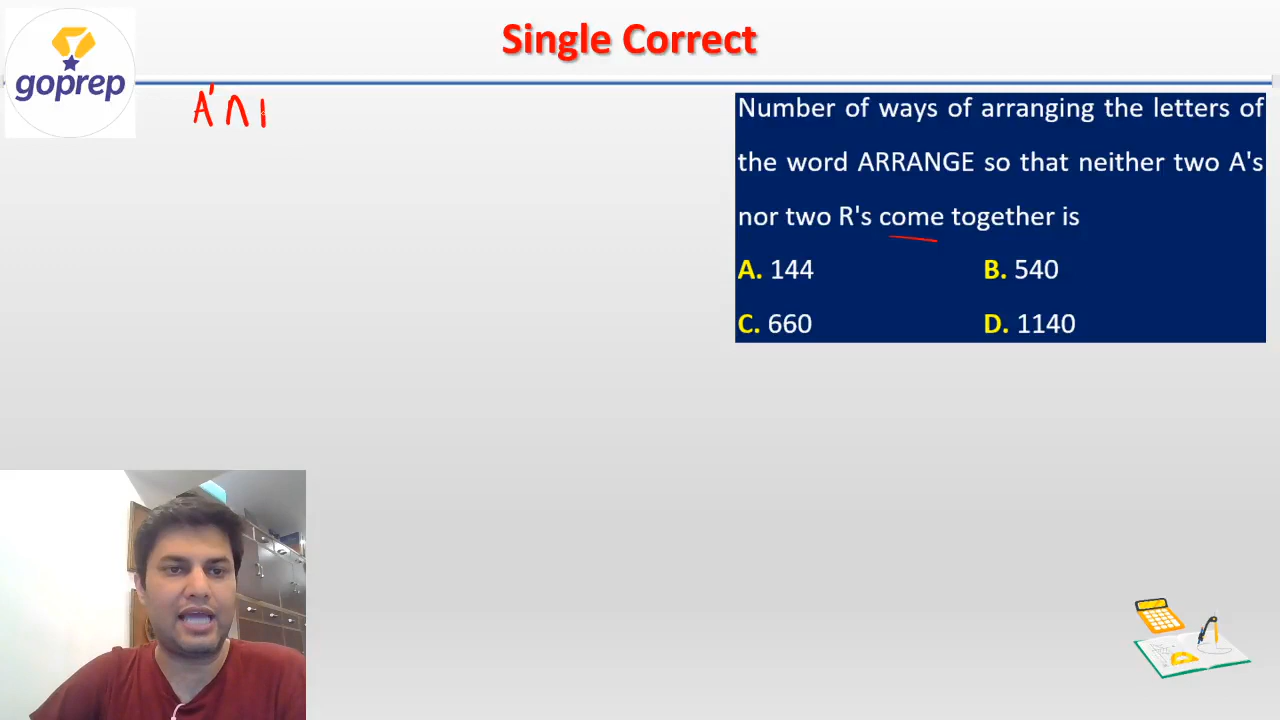 Single Correct
goprep
A' ∩
Number of ways of arranging the letters of
the word ARRANGE so that neither two A's
nor two R's come together is
A. 144 B. 540
C. 660 D. 1140